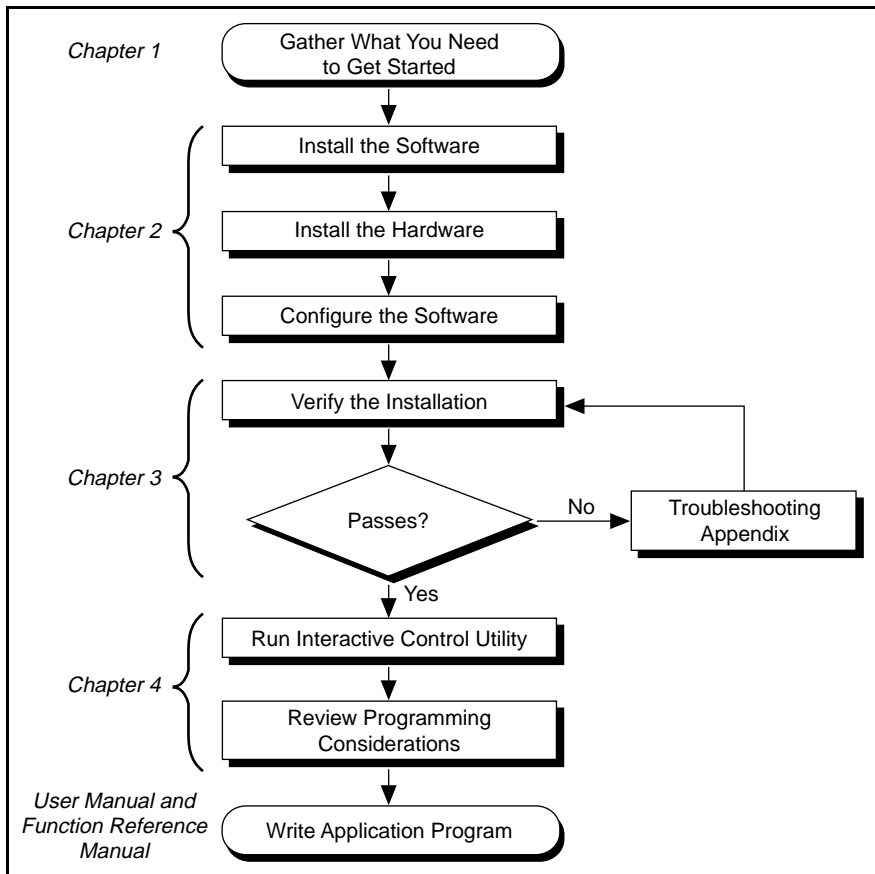 Chapter 1
Gather What You Need
to Get Started
Install the Software
Chapter 2
Install the Hardware
Configure the Software
Verify the Installation
Chapter 3
Passes?
No
Troubleshooting
Appendix
Yes
Run Interactive Control Utility
Chapter 4
Review Programming
Considerations
User Manual and
Function Reference
Manual
Write Application Program